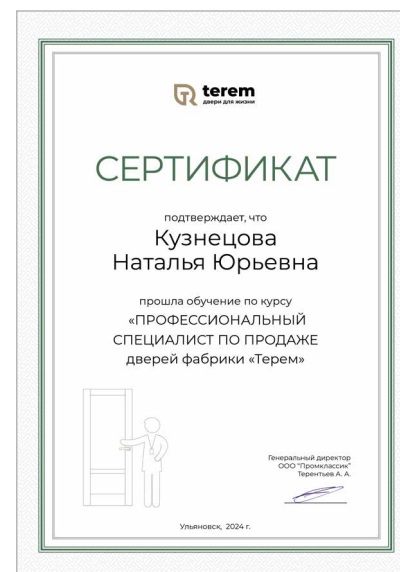 terem
двери для жизни
СЕРТИФИКАТ
подтверждает, что
Кузнецова
Наталья Юрьевна
прошла обучение по курсу
«ПРОФЕССИОНАЛЬНЫЙ
СПЕЦИАЛИСТ ПО ПРОДАЖЕ
дверей фабрики «Терем»
Генеральный директор
ООО "Промклассик"
Терентьев А. А.
Ульяновск, 2024 г.